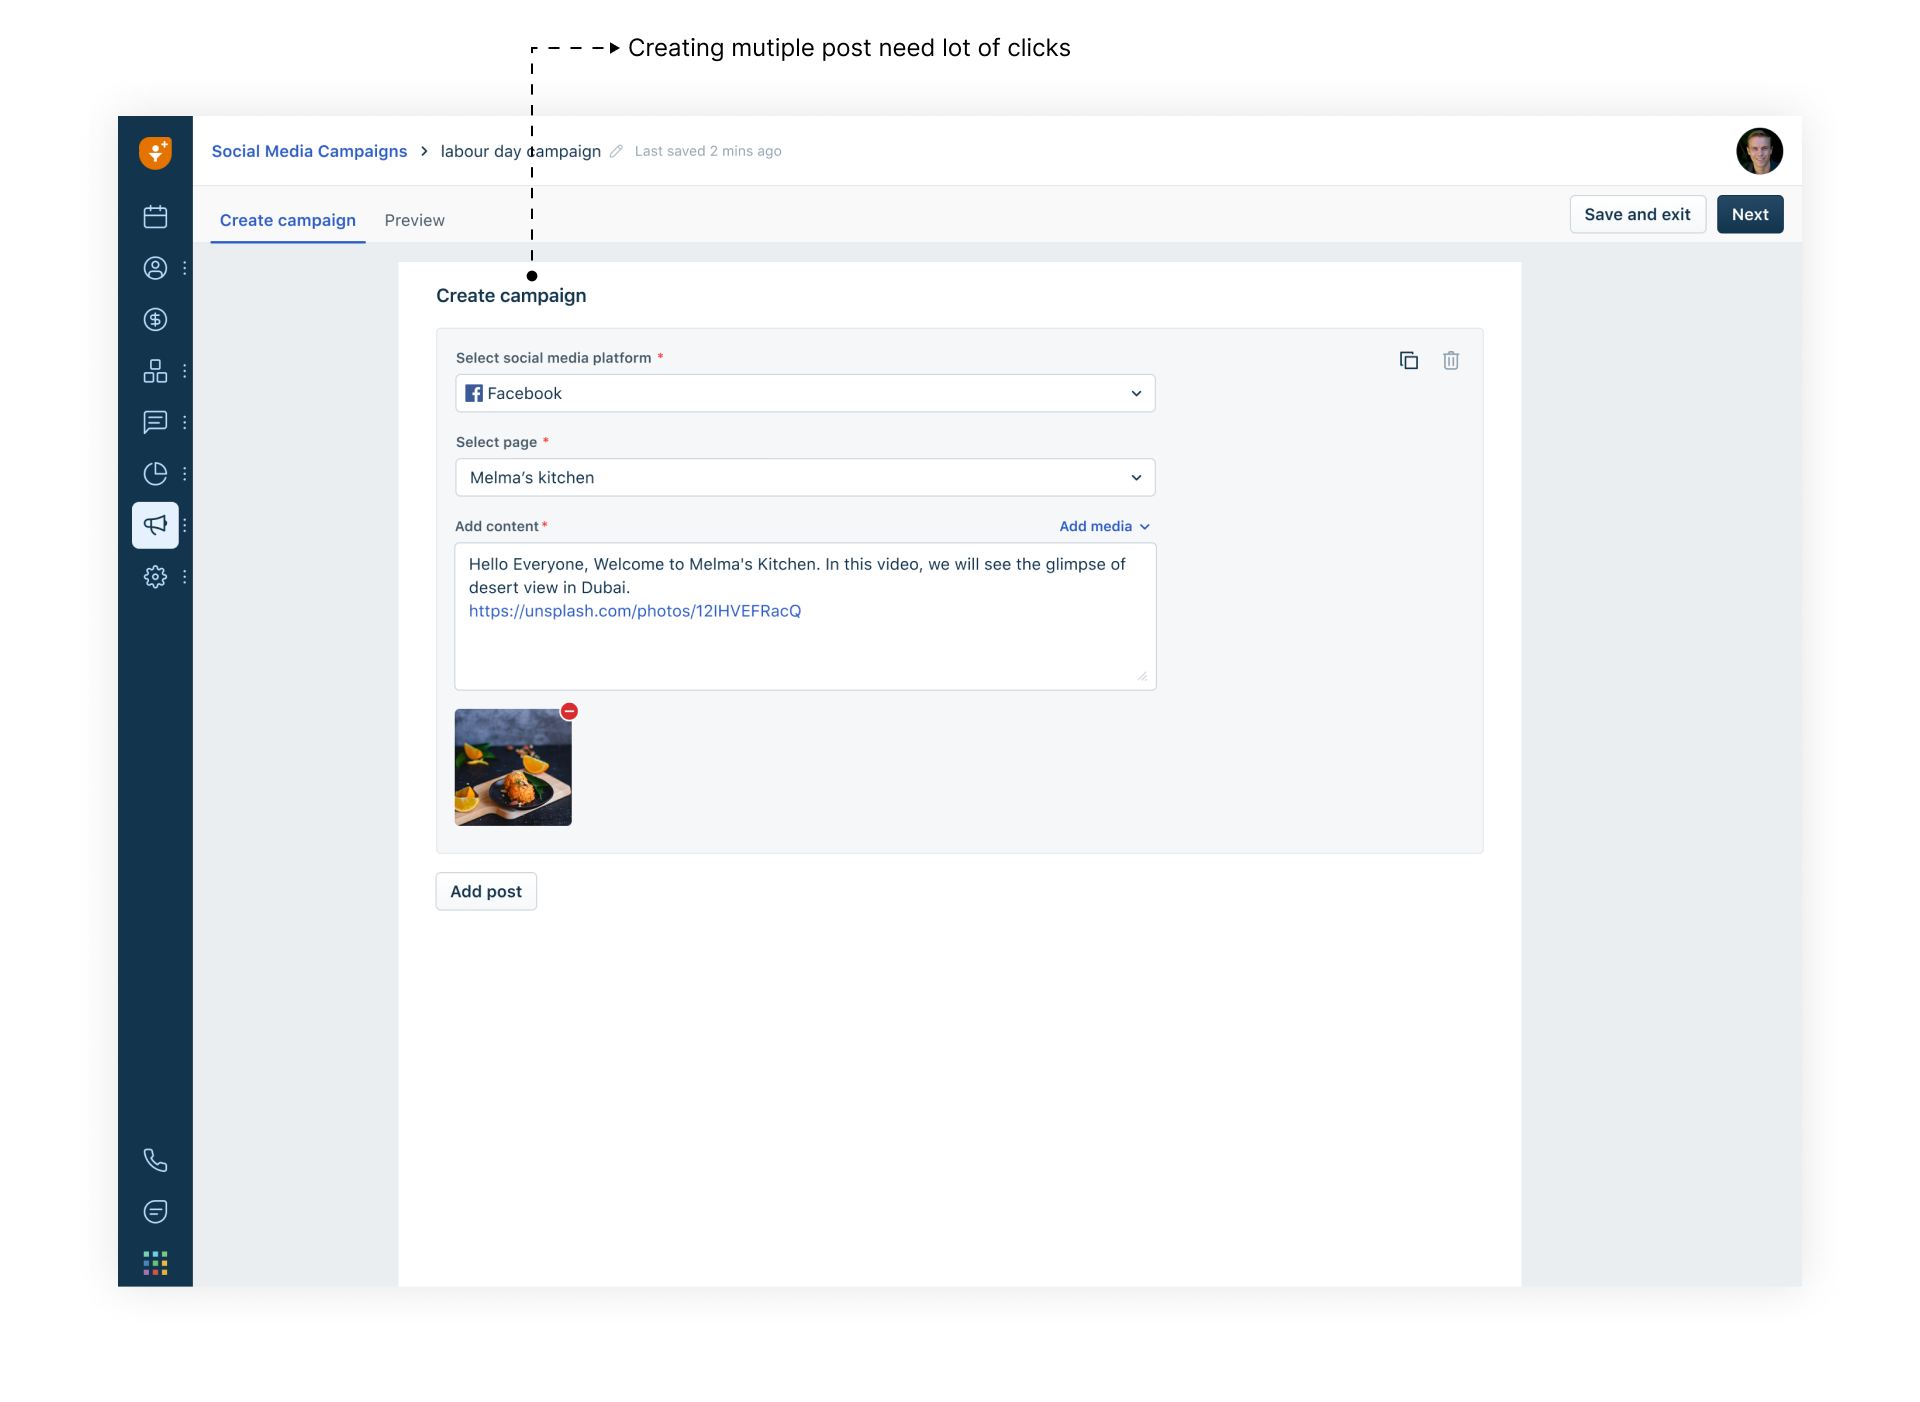 Creating mutiple post need lot of clicks
Social Media Campaigns > labour day campaign Last saved 2 mins ago
Create campaign Preview Save and exit Next
Create campaign
Select social media platform *
Facebook
Select page *
Melma’s kitchen
Add content* Add media
Hello Everyone, Welcome to Melma's Kitchen. In this video, we will see the glimpse of
desert view in Dubai.
https://unsplash.com/photos/12IHVEFRacQ
Add post